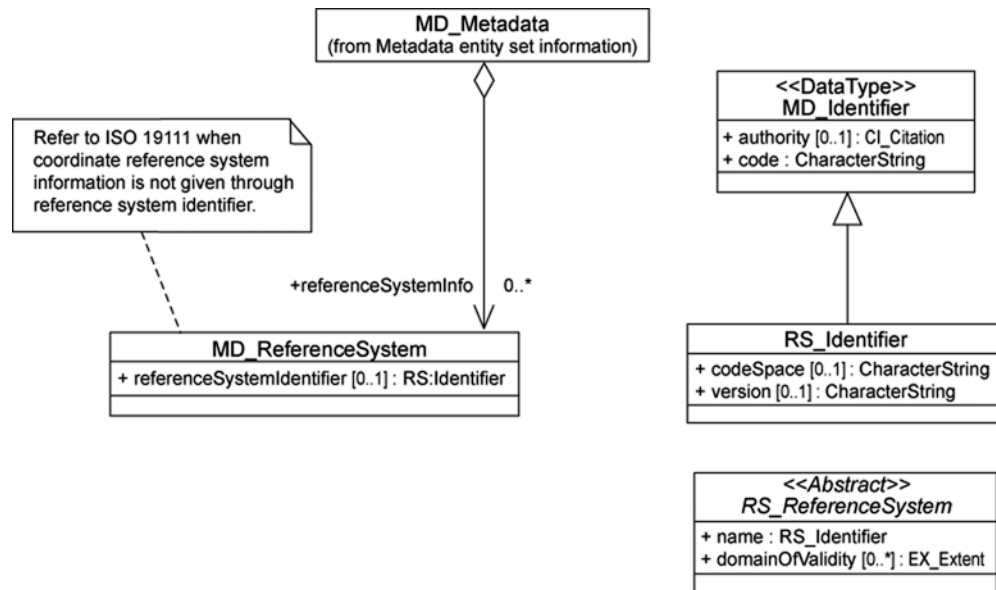 MD_Metadata
(from Metadata entity set information)
Refer to ISO 19111 when
coordinate reference system
information is not given through
reference system identifier.
+referenceSystemInfo 0..*
MD_ReferenceSystem
+ referenceSystemIdentifier [0..1] : RS:Identifier
<<DataType>>
MD_Identifier
+ authority [0..1] : CI_Citation
+ code : CharacterString
RS_Identifier
+ codeSpace [0..1] : CharacterString
+ version [0..1] : CharacterString
<<Abstract>>
RS_ReferenceSystem
+ name : RS_Identifier
+ domainOfValidity [0..*] : EX_Extent